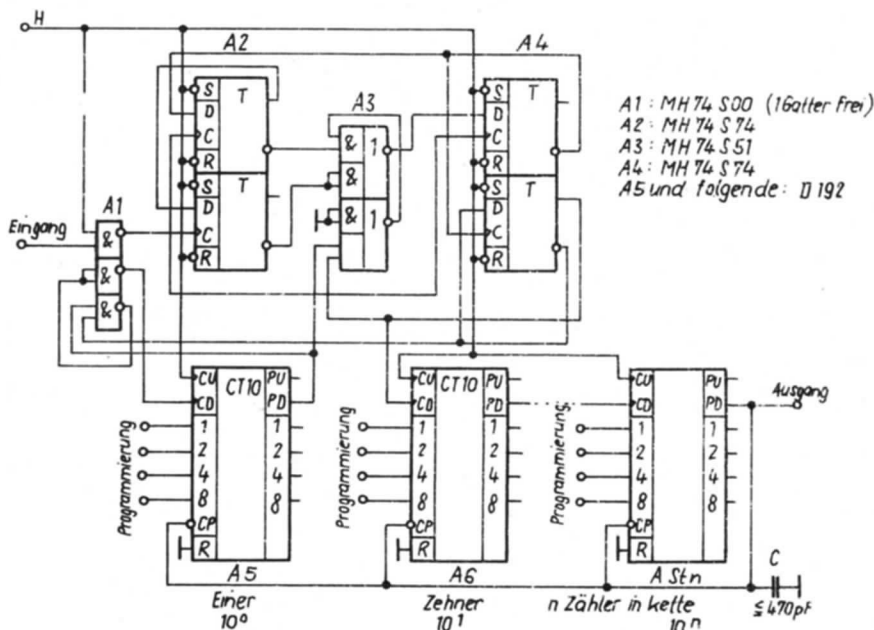 H
A2
A4
A3
A1
Eingang
A1: MH 74 S00 (1Gatter frei)
A2: MH 74 S74
A3: MH 74 S51
A4: MH 74 S74
A5 und folgende: D 192
S T
D
C
R
S T
D
C
R
& 1
&
& 1
S T
D
C
R
S T
D
C
R
&
&
&
CU CT10 PU
CD PD
1 1
2 2
4 4
8 8
CP
R
Programmierung
CU CT10 PU
CD PD
1 1
2 2
4 4
8 8
CP
R
Programmierung
CU PU
CD PD
1 1
2 2
4 4
8 8
CP
R
Programmierung
Ausgang
C
≦470pF
A5 A6 A Stn
Einer Zehner n Zähler in kette
10⁰ 10¹ 10ⁿ